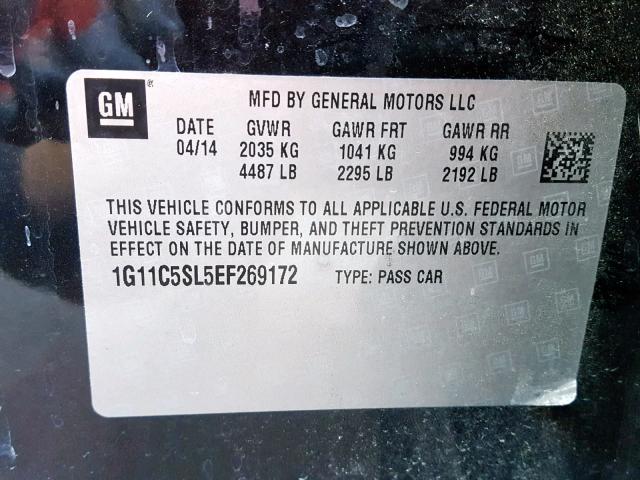 GM ®
MFD BY GENERAL MOTORS LLC
DATE GVWR GAWR FRT GAWR RR
04/14 2035 KG 1041 KG 994 KG
4487 LB 2295 LB 2192 LB
THIS VEHICLE CONFORMS TO ALL APPLICABLE U.S. FEDERAL MOTOR
VEHICLE SAFETY, BUMPER, AND THEFT PREVENTION STANDARDS IN
EFFECT ON THE DATE OF MANUFACTURE SHOWN ABOVE.
1G11C5SL5EF269172 TYPE: PASS CAR